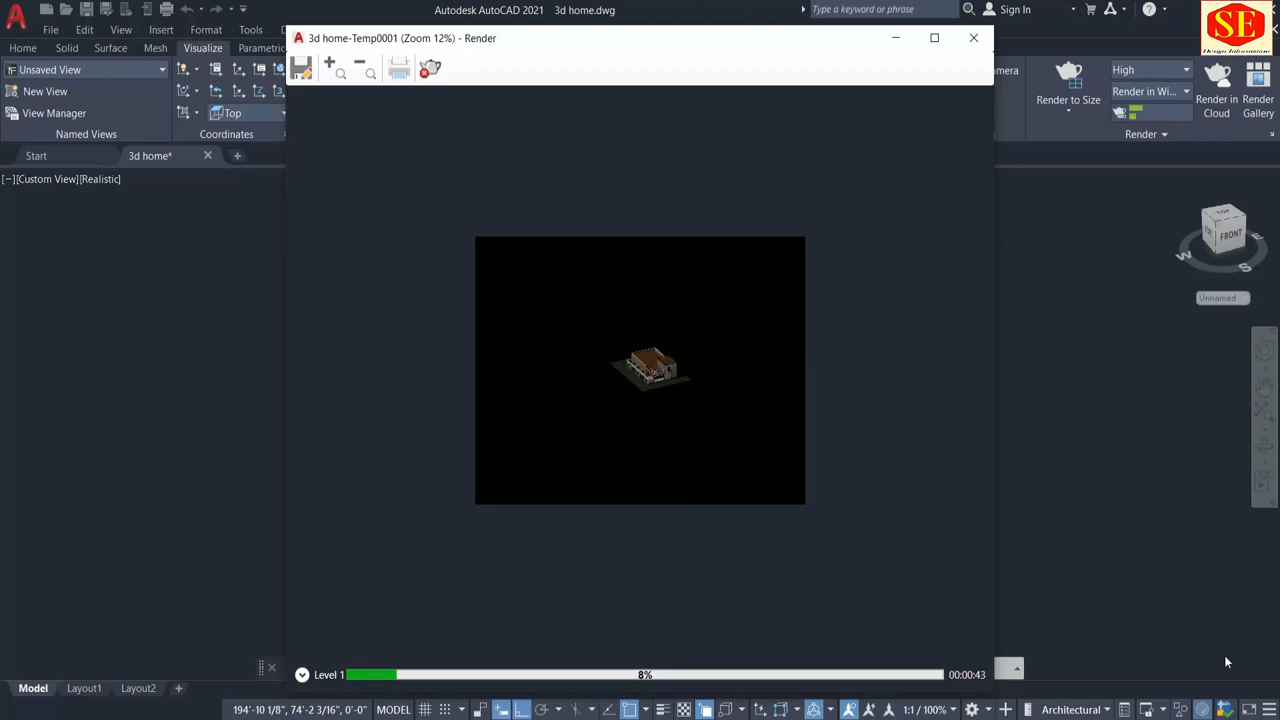 Autodesk AutoCAD 2021 3d home.dwg
Type a keyword or phrase
Sign In
SE
Design Information
File Edit View Insert Format Tools
3d home-Temp0001 (Zoom 12%) - Render
Home Solid Surface Mesh Visualize Parametric
Unsaved View
New View
View Manager
Top
Named Views
Coordinates
Render to Size
High
Render in Wi...
Render in
Cloud
Render
Gallery
Render
Start
3d home*
[−][Custom View][Realistic]
TOP
FRONT
W
S
E
Unnamed
Level 1
8%
00:00:43
Model Layout1 Layout2
194'-10 1/8", 74'-2 3/16", 0'-0"
MODEL
1:1 / 100%
Architectural